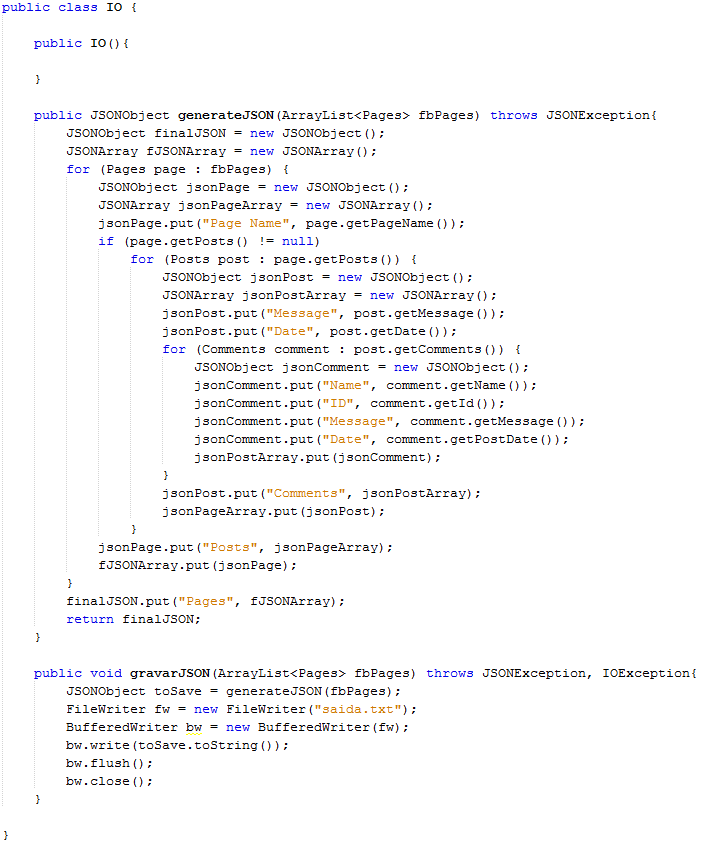 public class IO {
public IO(){
}
public JSONObject generateJSON(ArrayList<Pages> fbPages) throws JSONException{
JSONObject finalJSON = new JSONObject();
JSONArray fJSONArray = new JSONArray();
for (Pages page : fbPages) {
JSONObject jsonPage = new JSONObject();
JSONArray jsonPageArray = new JSONArray();
jsonPage.put("Page Name", page.getPageName());
if (page.getPosts() != null)
for (Posts post : page.getPosts()) {
JSONObject jsonPost = new JSONObject();
JSONArray jsonPostArray = new JSONArray();
jsonPost.put("Message", post.getMessage());
jsonPost.put("Date", post.getDate());
for (Comments comment : post.getComments()) {
JSONObject jsonComment = new JSONObject();
jsonComment.put("Name", comment.getName());
jsonComment.put("ID", comment.getId());
jsonComment.put("Message", comment.getMessage());
jsonComment.put("Date", comment.getPostDate());
jsonPostArray.put(jsonComment);
}
jsonPost.put("Comments", jsonPostArray);
jsonPageArray.put(jsonPost);
}
jsonPage.put("Posts", jsonPageArray);
fJSONArray.put(jsonPage);
}
finalJSON.put("Pages", fJSONArray);
return finalJSON;
}
public void gravarJSON(ArrayList<Pages> fbPages) throws JSONException, IOException{
JSONObject toSave = generateJSON(fbPages);
FileWriter fw = new FileWriter("saida.txt");
BufferedWriter bw = new BufferedWriter(fw);
bw.write(toSave.toString());
bw.flush();
bw.close();
}
}